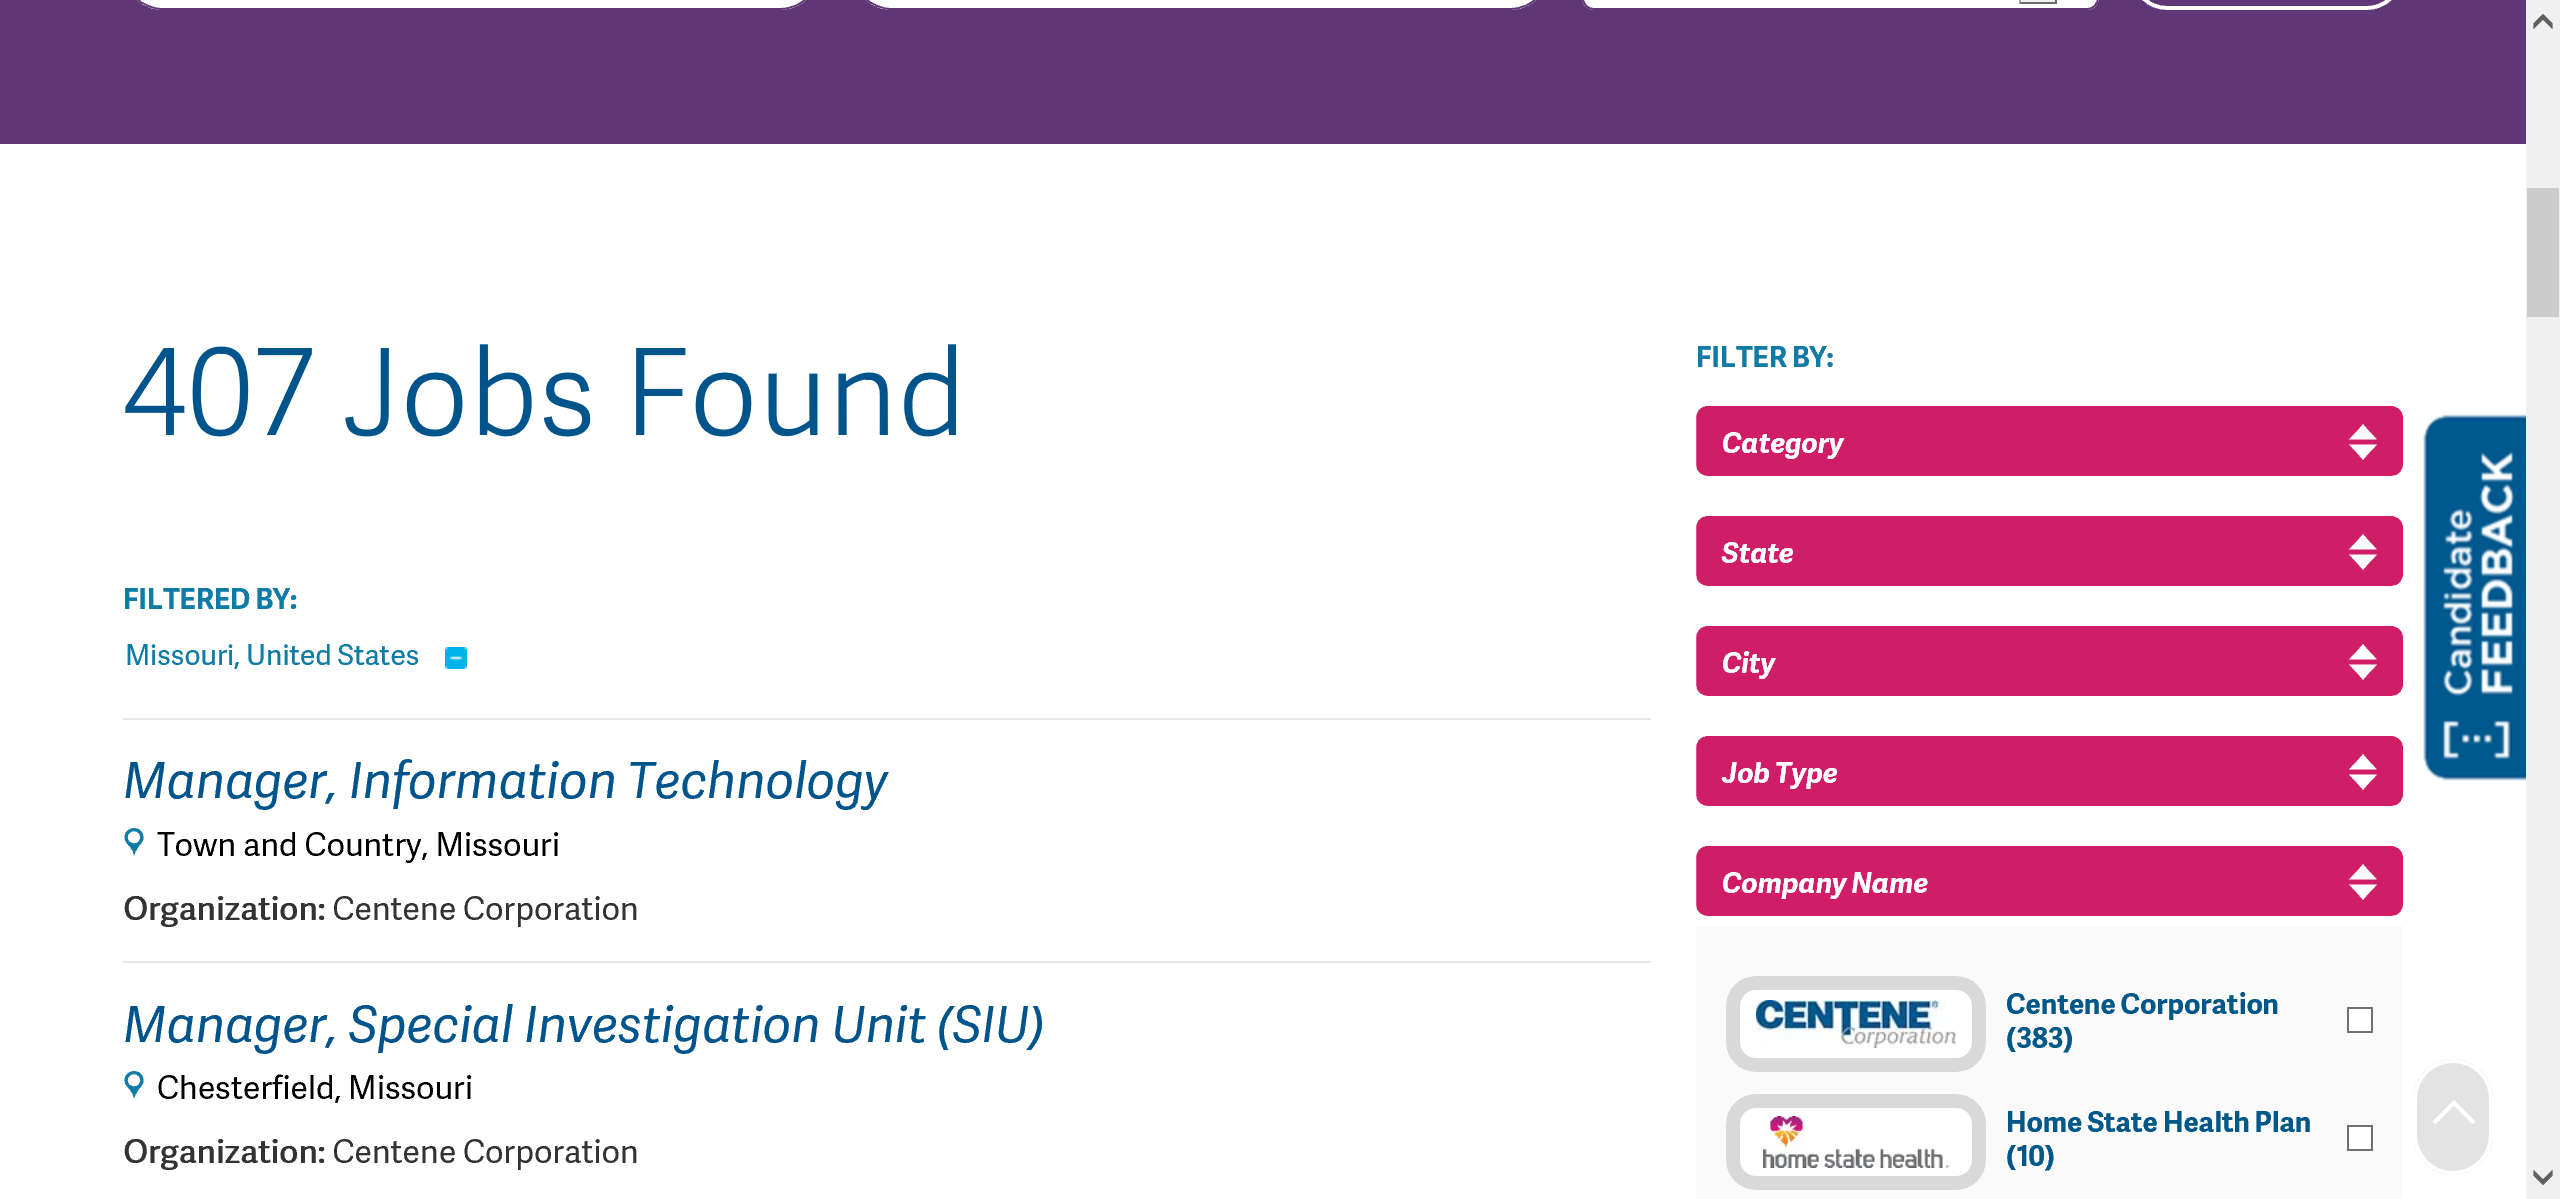 407 Jobs Found
FILTERED BY:
Missouri, United States
Manager, Information Technology
Town and Country, Missouri
Organization: Centene Corporation
Manager, Special Investigation Unit (SIU)
Chesterfield, Missouri
Organization: Centene Corporation
FILTER BY:
Category
State
City
Job Type
Company Name
CENTENE®
Corporation
Centene Corporation
(383)
home state health.
Home State Health Plan
(10)
Candidate
FEEDBACK